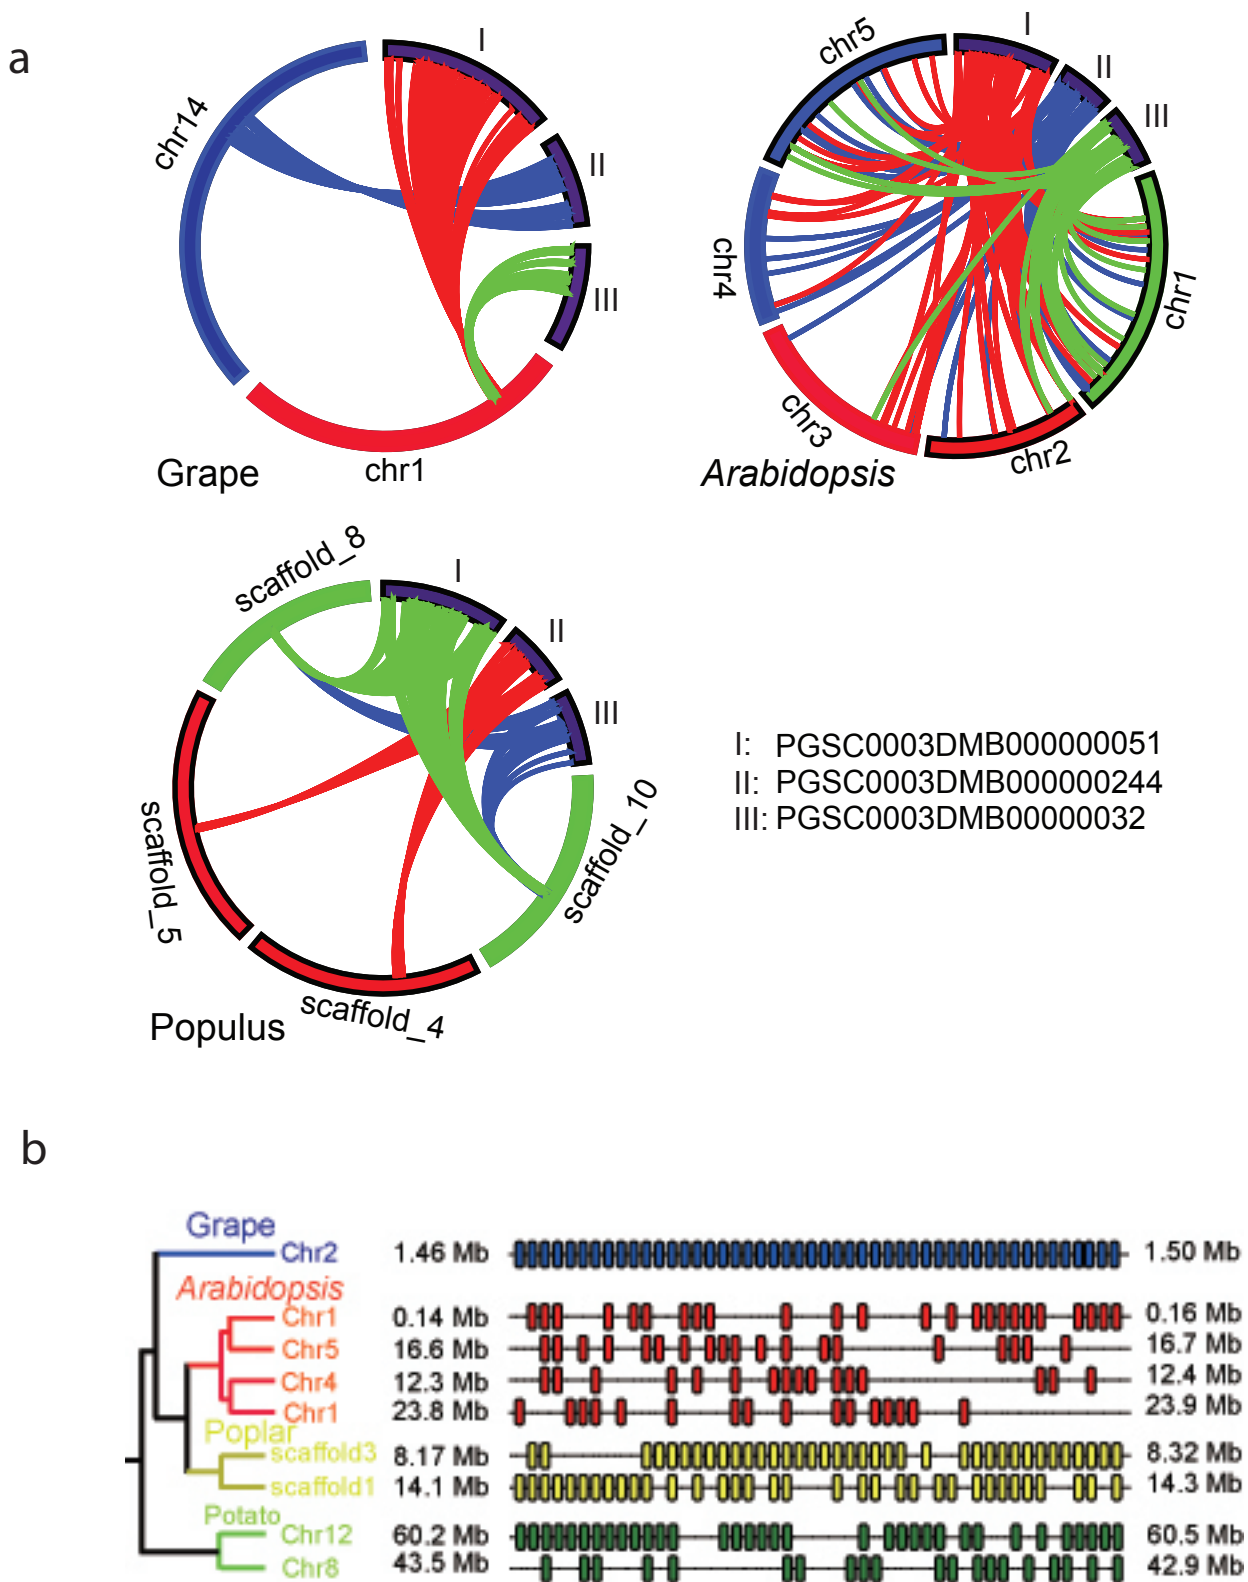 a
I
II
III
chr14
chr1
Grape
I
II
III
chr5
chr4
chr3
chr2
chr1
Arabidopsis
scaffold_8
I
II
III
scaffold_10
scaffold_5
scaffold_4
Populus
I: PGSC0003DMB000000051
II: PGSC0003DMB000000244
III: PGSC0003DMB00000032
b
Grape
Chr2 1.46 Mb 1.50 Mb
Arabidopsis
Chr1 0.14 Mb 0.16 Mb
Chr5 16.6 Mb 16.7 Mb
Chr4 12.3 Mb 12.4 Mb
Chr1 23.8 Mb 23.9 Mb
Poplar
scaffold3 8.17 Mb 8.32 Mb
scaffold1 14.1 Mb 14.3 Mb
Potato
Chr12 60.2 Mb 60.5 Mb
Chr8 43.5 Mb 42.9 Mb